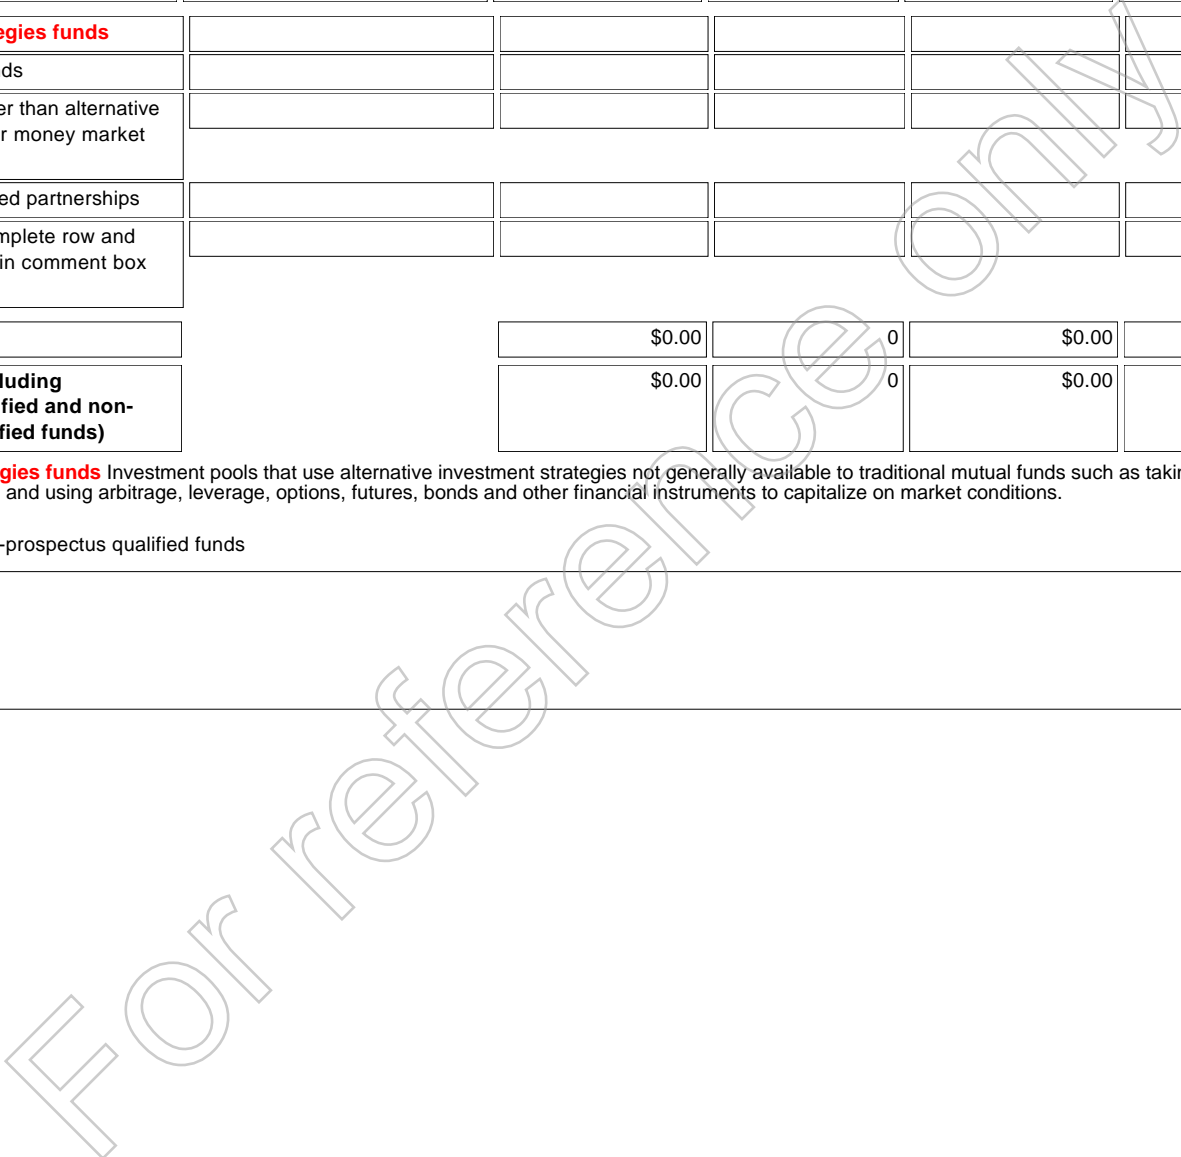 egies funds
ds
er than alternative
r money market
ed partnerships
mplete row and
in comment box
$0.00 0 $0.00
luding $0.00 0 $0.00
fied and non-
fied funds)
gies funds Investment pools that use alternative investment strategies not generally available to traditional mutual funds such as takin
and using arbitrage, leverage, options, futures, bonds and other financial instruments to capitalize on market conditions.
-prospectus qualified funds
For reference only